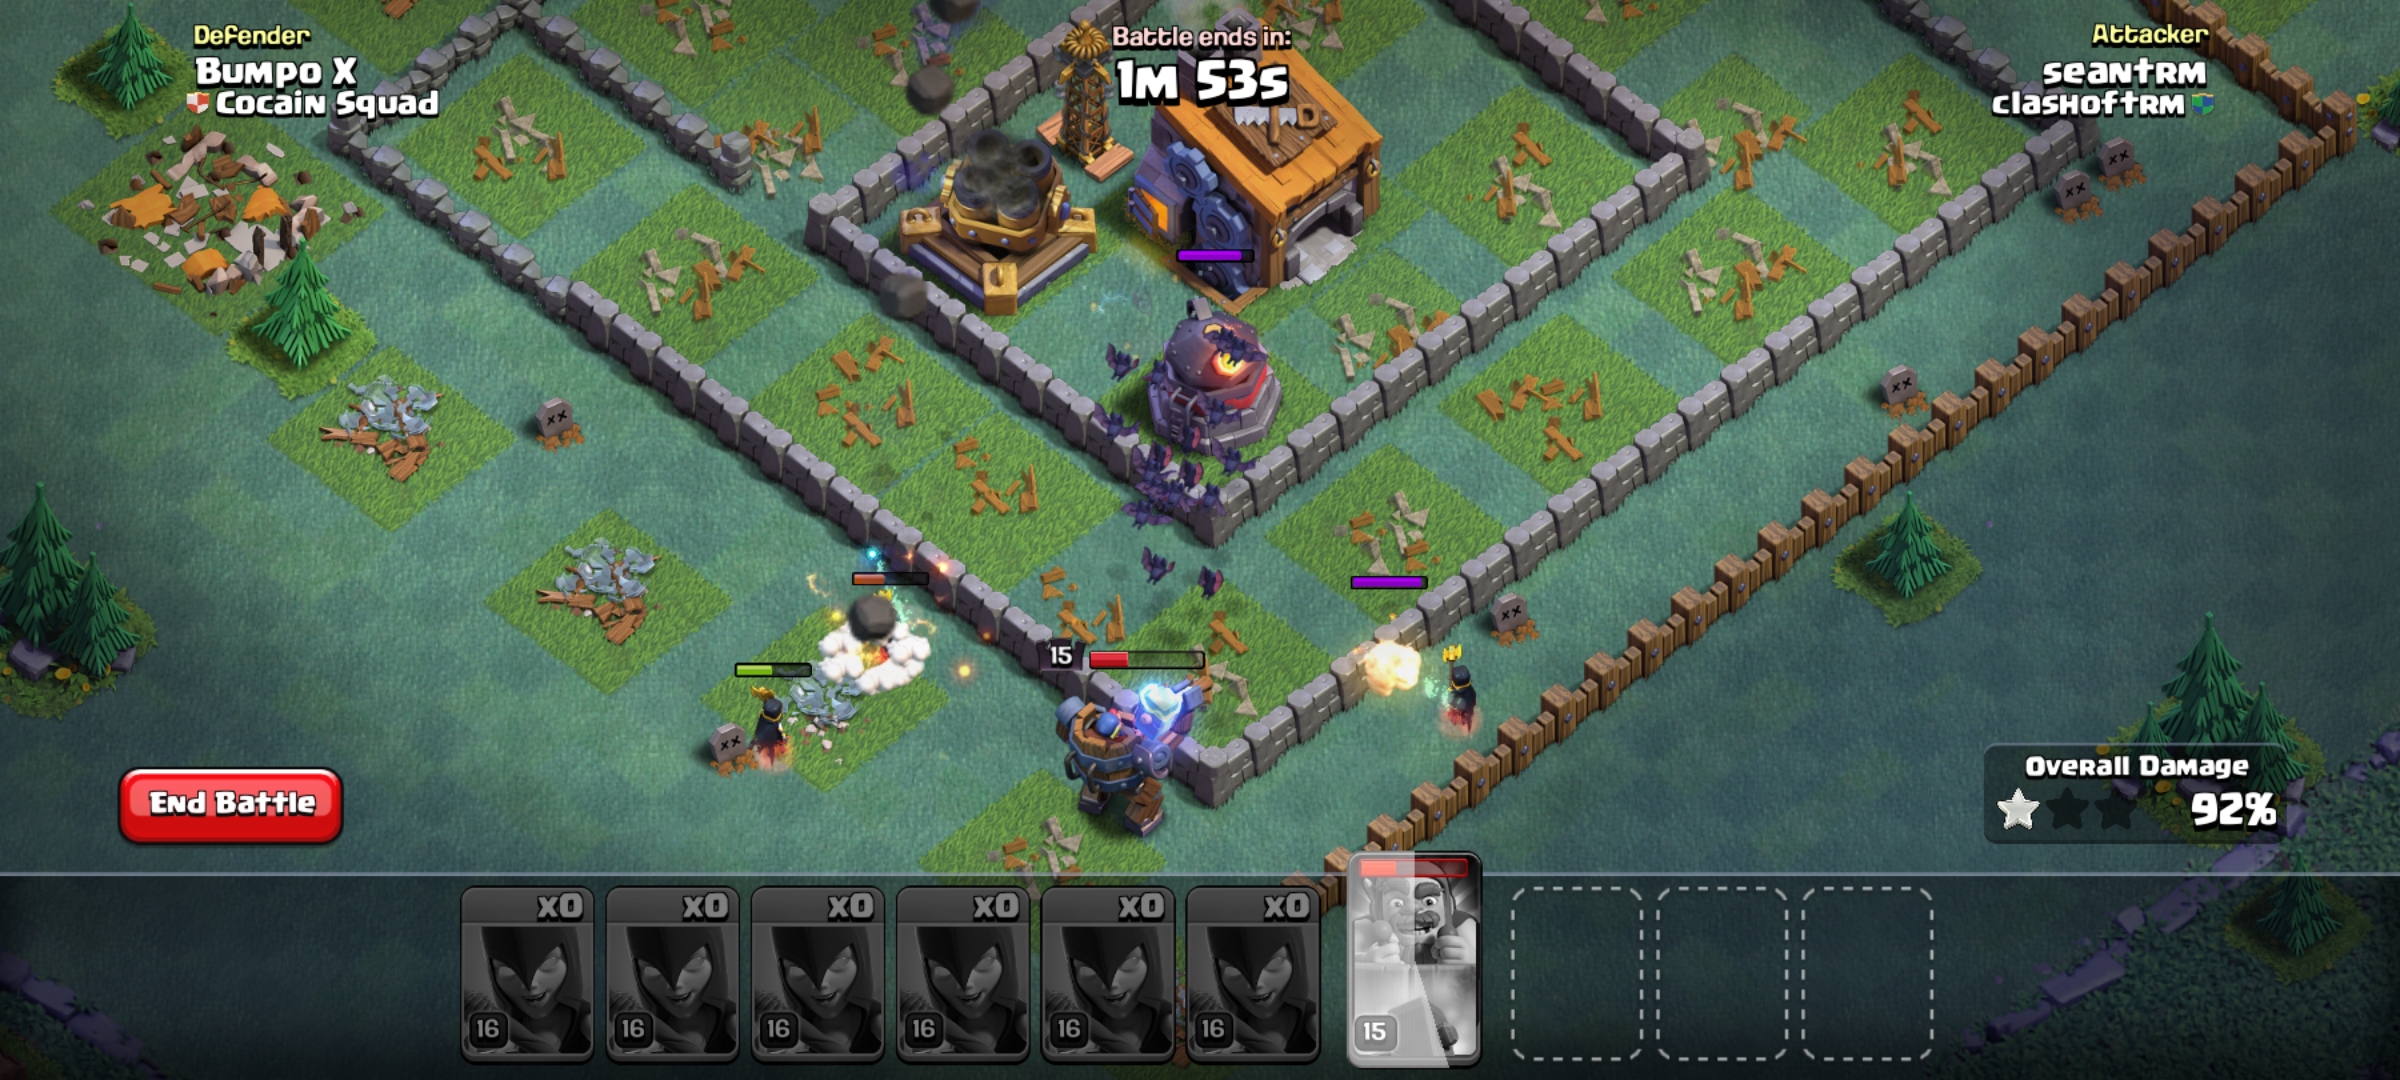 Defender
Bumpo X
Cocain Squad
Battle ends in:
1M 53s
Attacker
seantRM
clashoftRM
15
End Battle
Overall Damage
92%
x0
x0
x0
x0
x0
x0
16
16
16
16
16
16
15